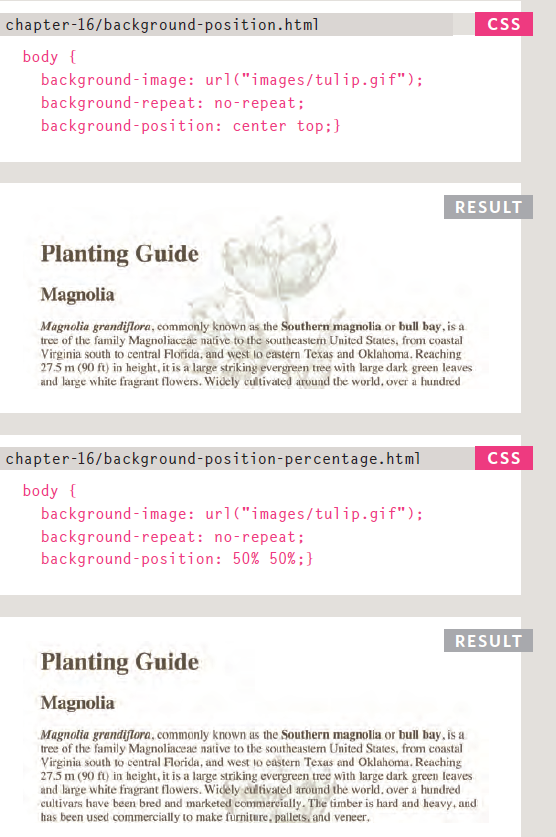 chapter-16/background-position.html CSS
body {
background-image: url("images/tulip.gif");
background-repeat: no-repeat;
background-position: center top;}
RESULT
Planting Guide
Magnolia
Magnolia grandiflora, commonly known as the Southern magnolia or bull bay, is a
tree of the family Magnoliaceae native to the southeastern United States, from coastal
Virginia south to central Florida, and west to eastern Texas and Oklahoma. Reaching
27.5 m (90 ft) in height, it is a large striking evergreen tree with large dark green leaves
and large white fragrant flowers. Widely cultivated around the world, over a hundred
chapter-16/background-position-percentage.html CSS
body {
background-image: url("images/tulip.gif");
background-repeat: no-repeat;
background-position: 50% 50%;}
RESULT
Planting Guide
Magnolia
Magnolia grandiflora, commonly known as the Southern magnolia or bull bay, is a
tree of the family Magnoliaceae native to the southeastern United States, from coastal
Virginia south to central Florida, and west to eastern Texas and Oklahoma. Reaching
27.5 m (90 ft) in height, it is a large striking evergreen tree with large dark green leaves
and large white fragrant flowers. Widely cultivated around the world, over a hundred
cultivars have been bred and marketed commercially. The timber is hard and heavy, and
has been used commercially to make furniture, pallets, and veneer.